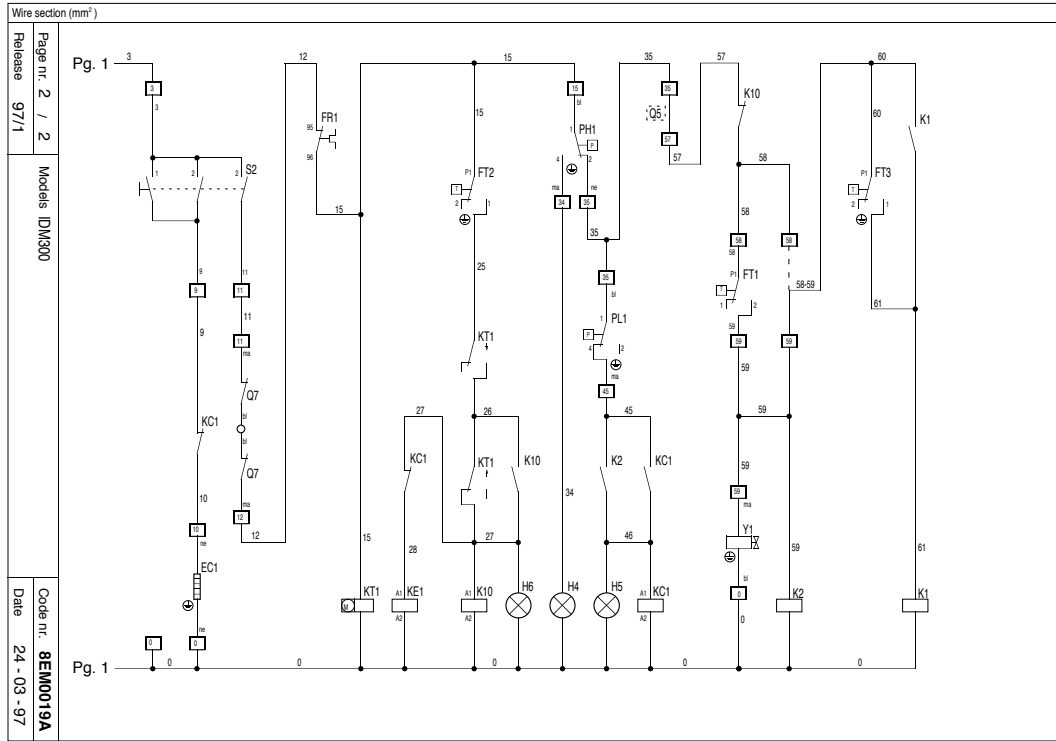 Wire section (mm²)
Page nr. 2 / 2
Release 97/1
Models IDM300
Code nr. 8EM0019A
Date 24 - 03 - 97
Pg. 1
3
12
15
35
57
60
3
3
FR1
95
96
15
15
bl
35
Q5
57
57
K10
58
60
K1
1
2
2
S2
P1
FT2
T
2
1
1
PH1
P
4
2
ma
34
ne
35
35
58
P1
FT3
T
2
1
9
11
9
11
9
11
11
ma
25
35
bl
58
58
58
58-59
P1
FT1
T
1
2
61
1
PL1
P
4
2
ma
45
59
59
59
59
KT1
Q7
bl
bl
Q7
ma
12
12
KC1
10
10
ne
27
26
45
59
KC1
KT1
K10
K2
KC1
34
59
59
ma
15
28
27
46
59
61
EC1
KT1
M
A1
KE1
A2
A1
K10
A2
H6
H4
H5
A1
KC1
A2
Y1
bl
0
0
K2
K1
ne
0
0
Pg. 1
0
0
0
0